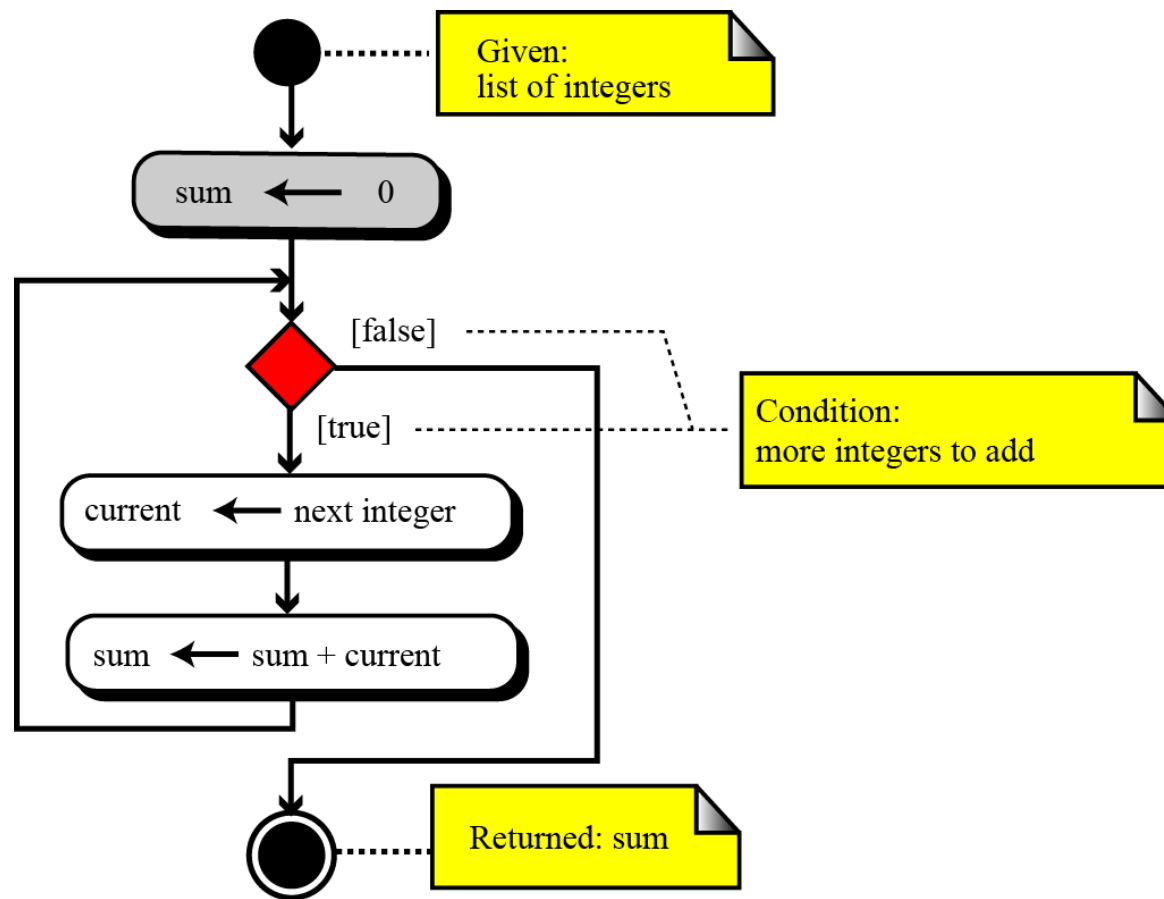 Given:
list of integers
sum ← 0
[false]
[true]
Condition:
more integers to add
current ← next integer
sum ← sum + current
Returned: sum